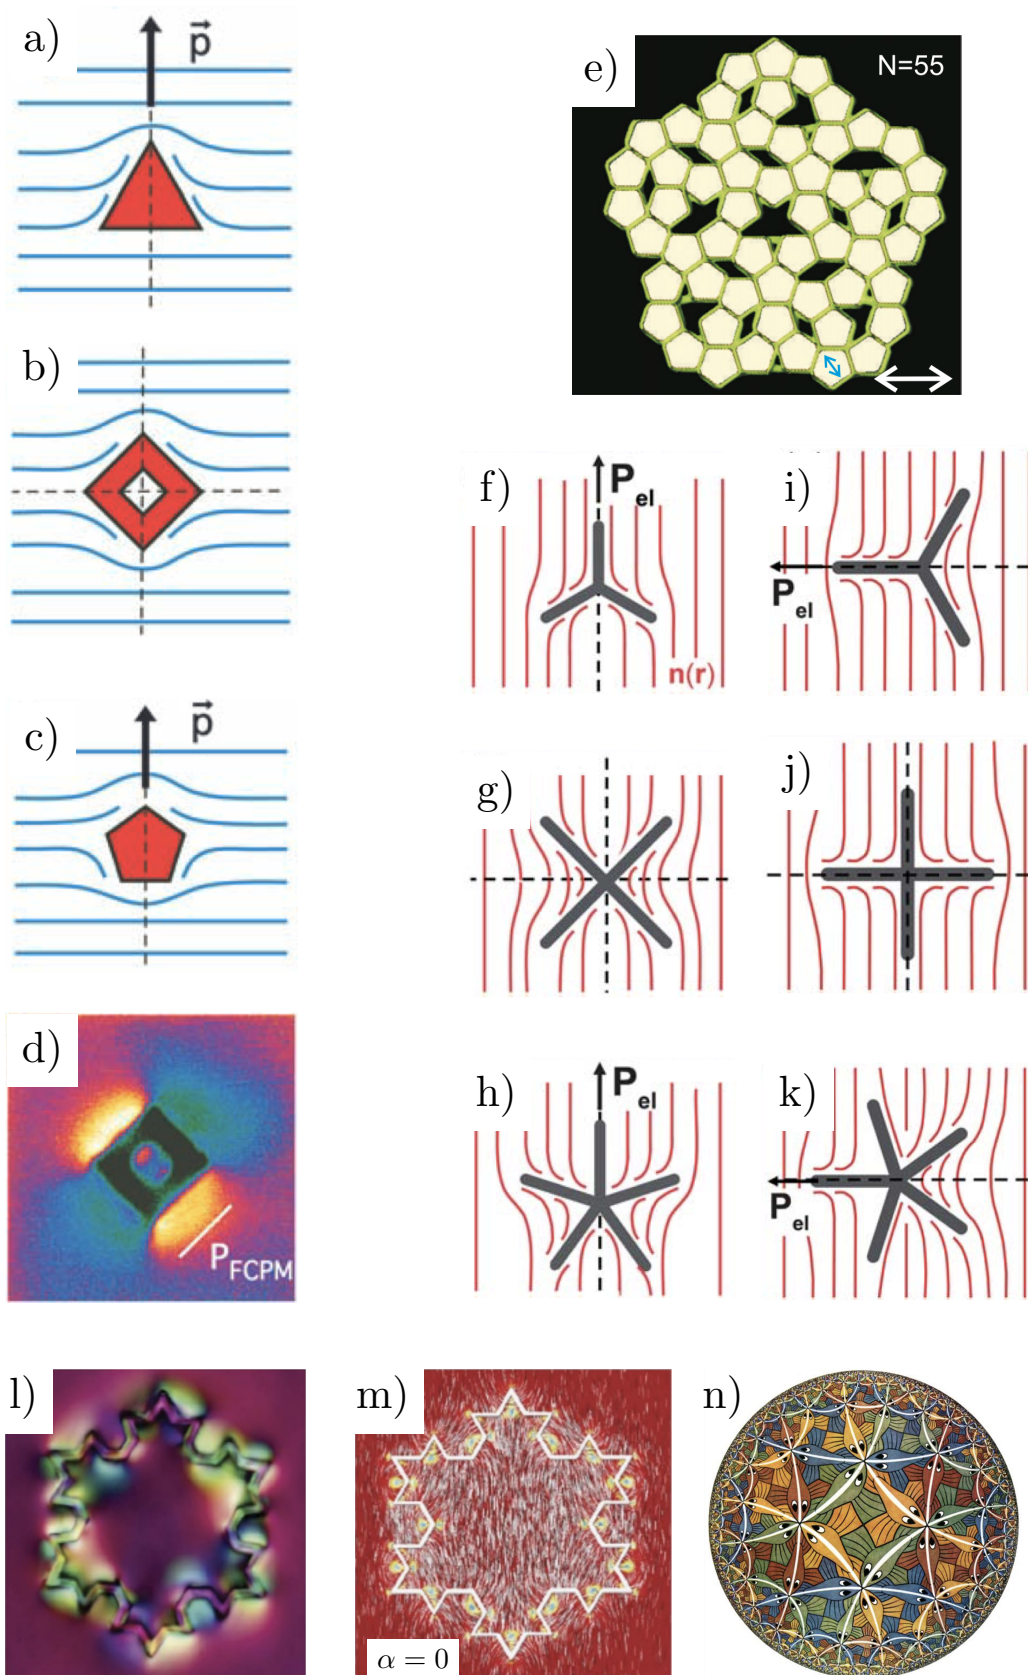 a)
p⃗
b)
c)
p⃗
d)
P_FCPM
e)
N=55
f)
P_el
n(r)
g)
h)
P_el
i)
P_el
j)
k)
P_el
l)
m)
α = 0
n)